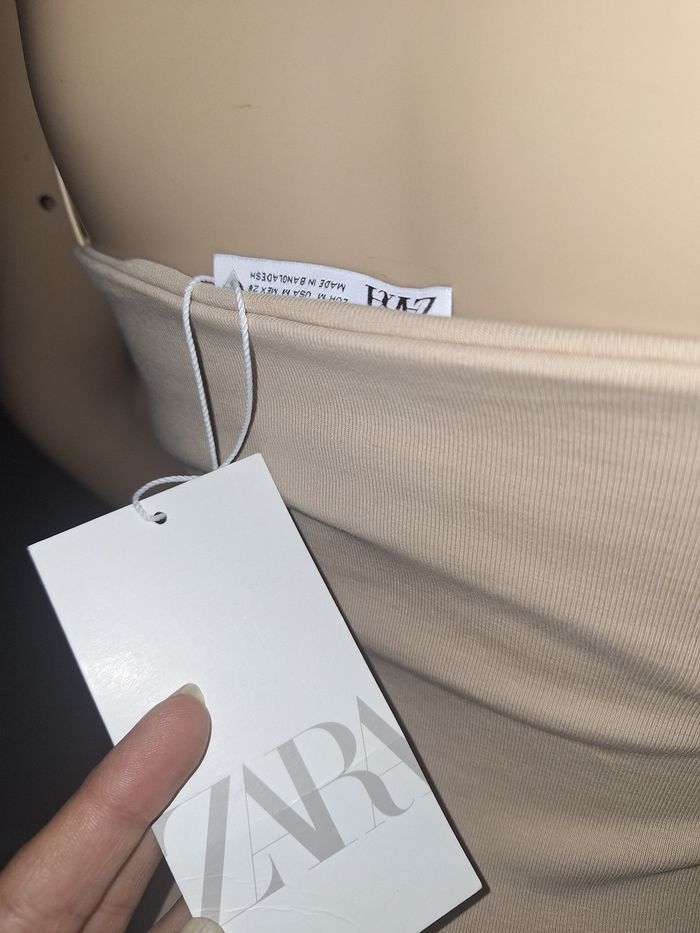 ZARA
EUR M USA M MEX 28
MADE IN BANGLADESH
ZARA